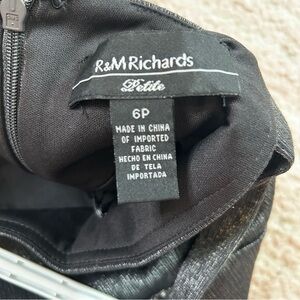 R&M Richards
Petite
6P
MADE IN CHINA
OF IMPORTED
FABRIC
HECHO EN CHINA
DE TELA
IMPORTADA